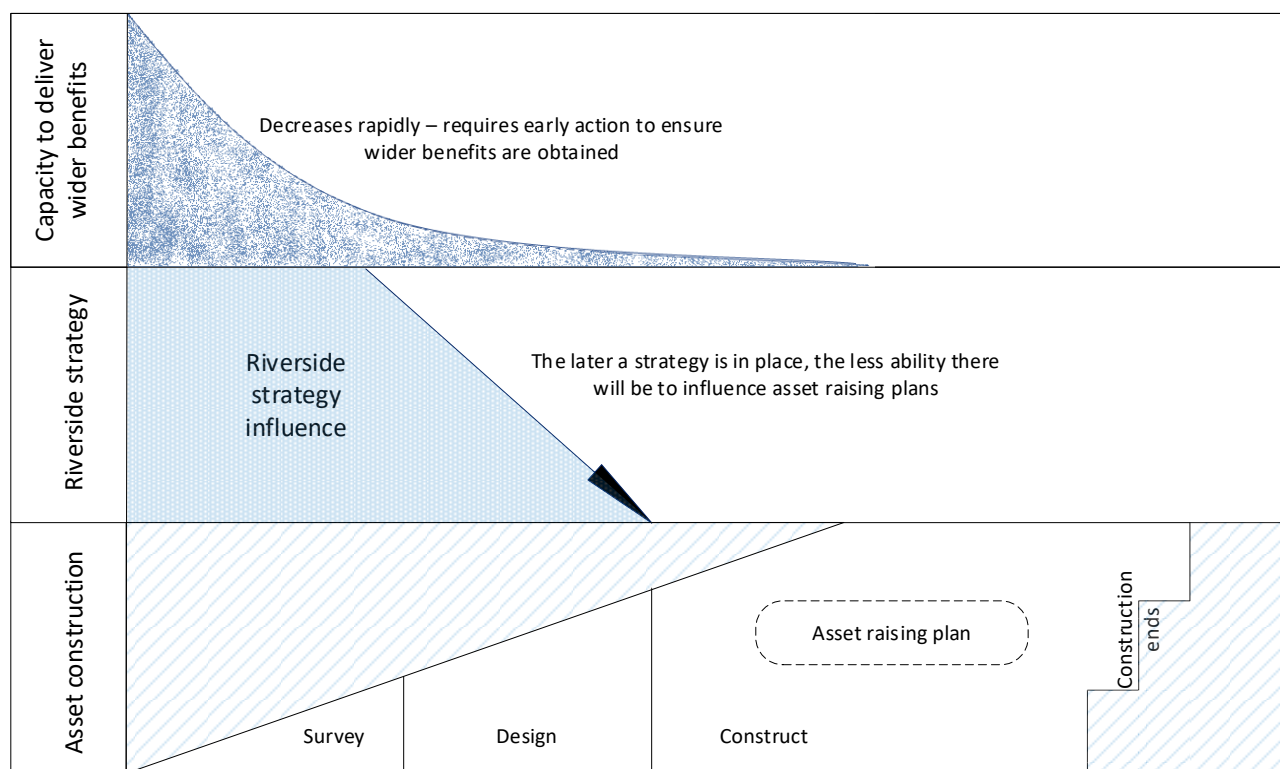 Capacity to deliver
wider benefits
Decreases rapidly – requires early action to ensure
wider benefits are obtained
Riverside strategy
Riverside
strategy
influence
The later a strategy is in place, the less ability there
will be to influence asset raising plans
Asset construction
Survey
Design
Construct
Asset raising plan
Construction
ends